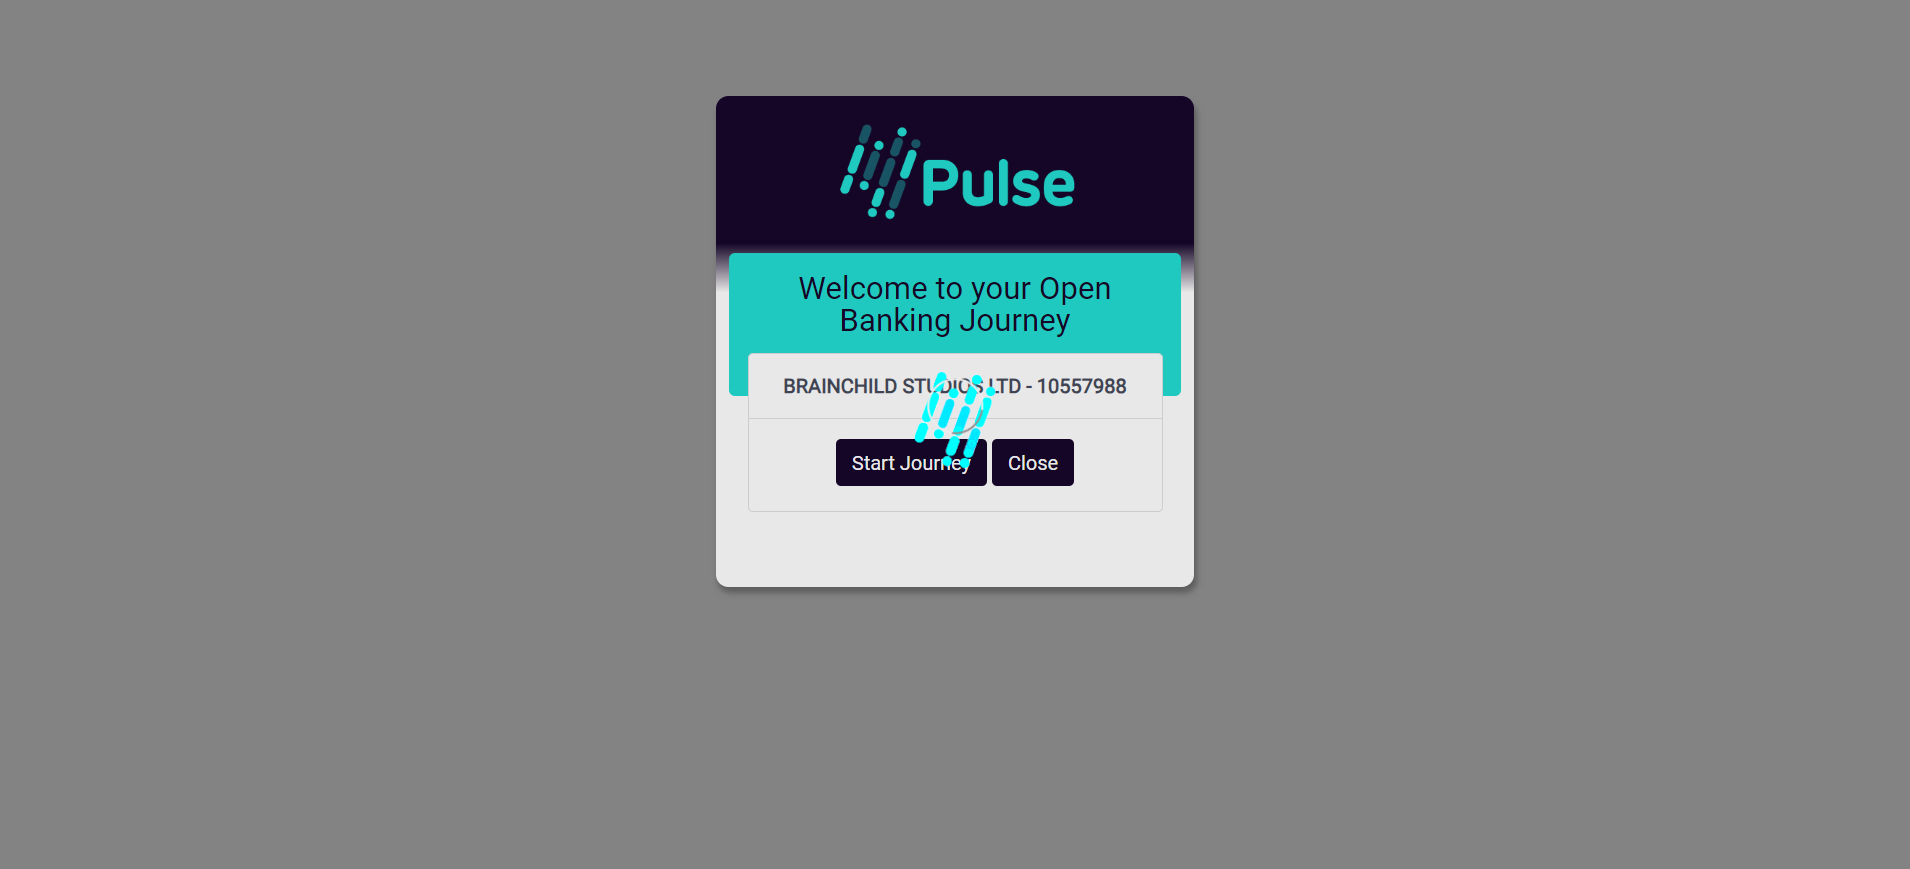 Pulse
Welcome to your Open
Banking Journey
BRAINCHILD STUDIOS LTD - 10557988
Start Journey
Close